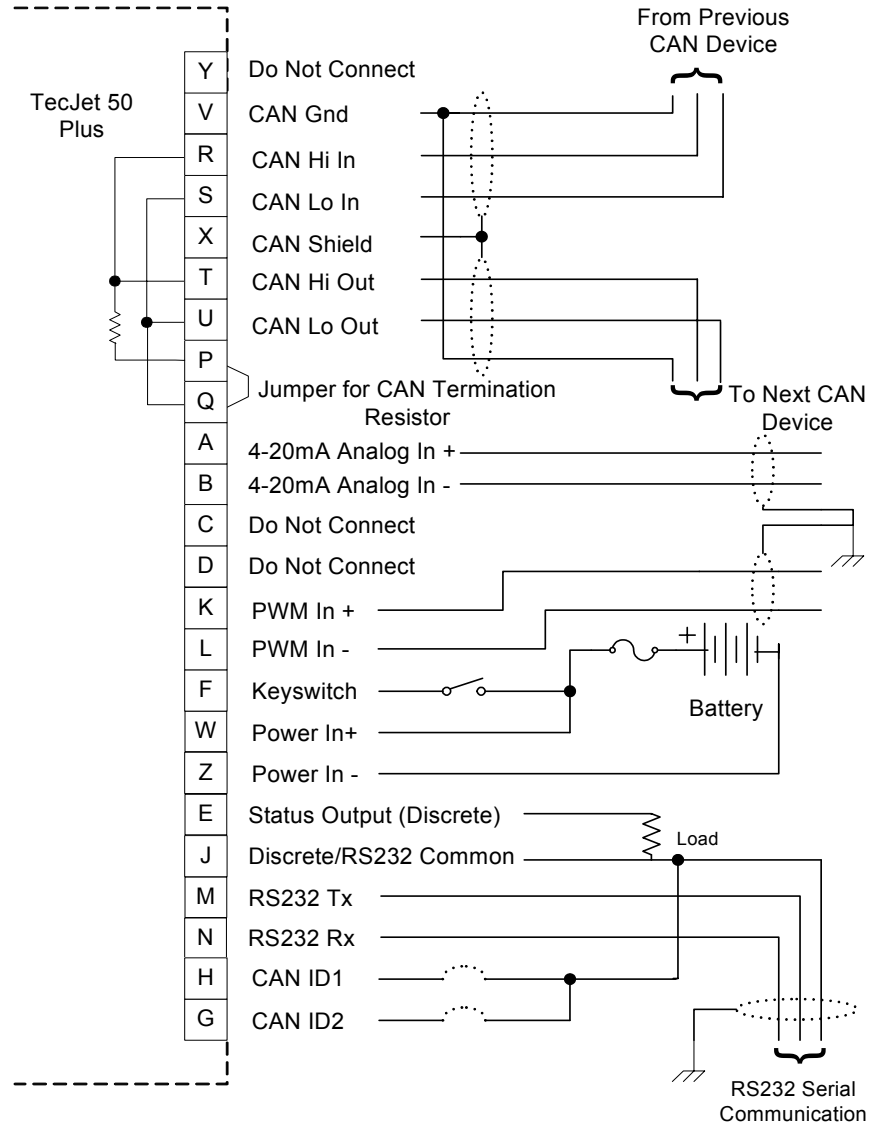 From Previous
CAN Device
TecJet 50
Plus
Y Do Not Connect
V CAN Gnd
R CAN Hi In
S CAN Lo In
X CAN Shield
T CAN Hi Out
U CAN Lo Out
P
Q
Jumper for CAN Termination
Resistor
To Next CAN
Device
A 4-20mA Analog In +
B 4-20mA Analog In -
C Do Not Connect
D Do Not Connect
K PWM In +
L PWM In -
+
F Keyswitch
Battery
W Power In+
Z Power In -
E Status Output (Discrete)
Load
J Discrete/RS232 Common
M RS232 Tx
N RS232 Rx
H CAN ID1
G CAN ID2
RS232 Serial
Communication